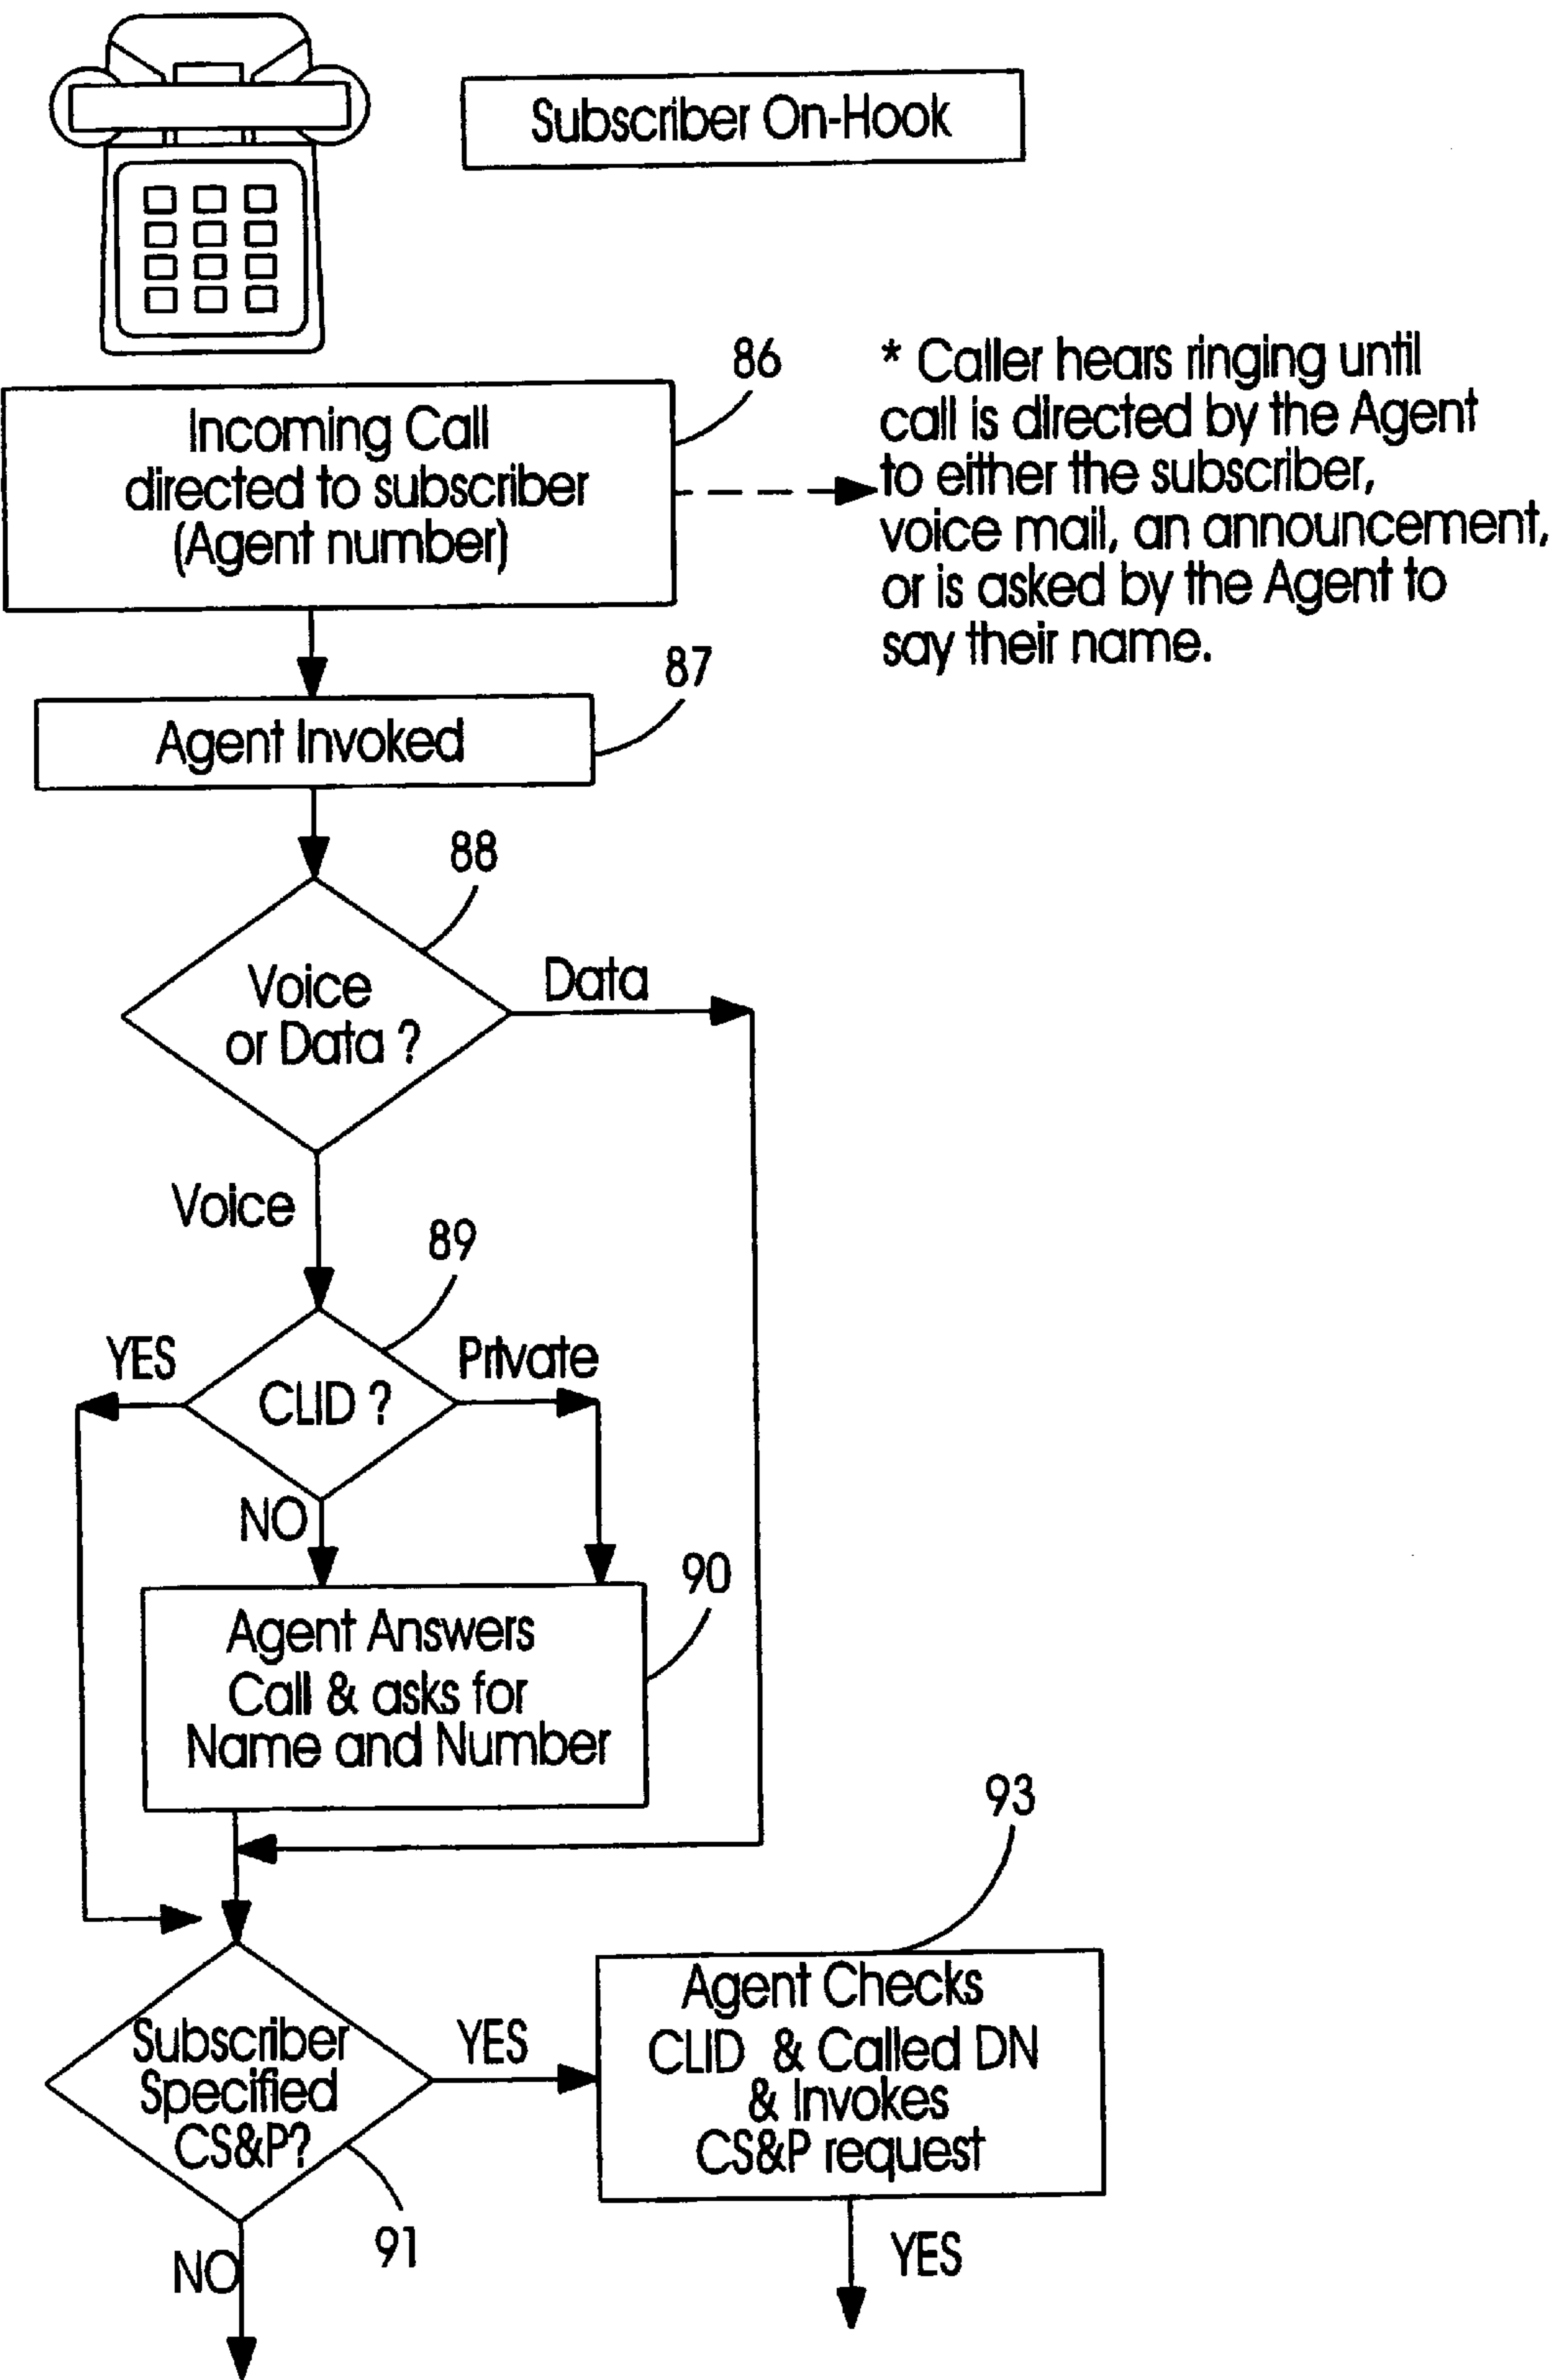 Subscriber On-Hook
86
Incoming Call
directed to subscriber
(Agent number)
* Caller hears ringing until
call is directed by the Agent
to either the subscriber,
voice mail, an announcement,
or is asked by the Agent to
say their name.
87
Agent Invoked
88
Voice
or Data ?
Data
Voice
89
YES
CLID ?
Private
NO
90
Agent Answers
Call & asks for
Name and Number
93
Subscriber
Specified
CS&P?
YES
Agent Checks
CLID & Called DN
& Invokes
CS&P request
91
NO
YES